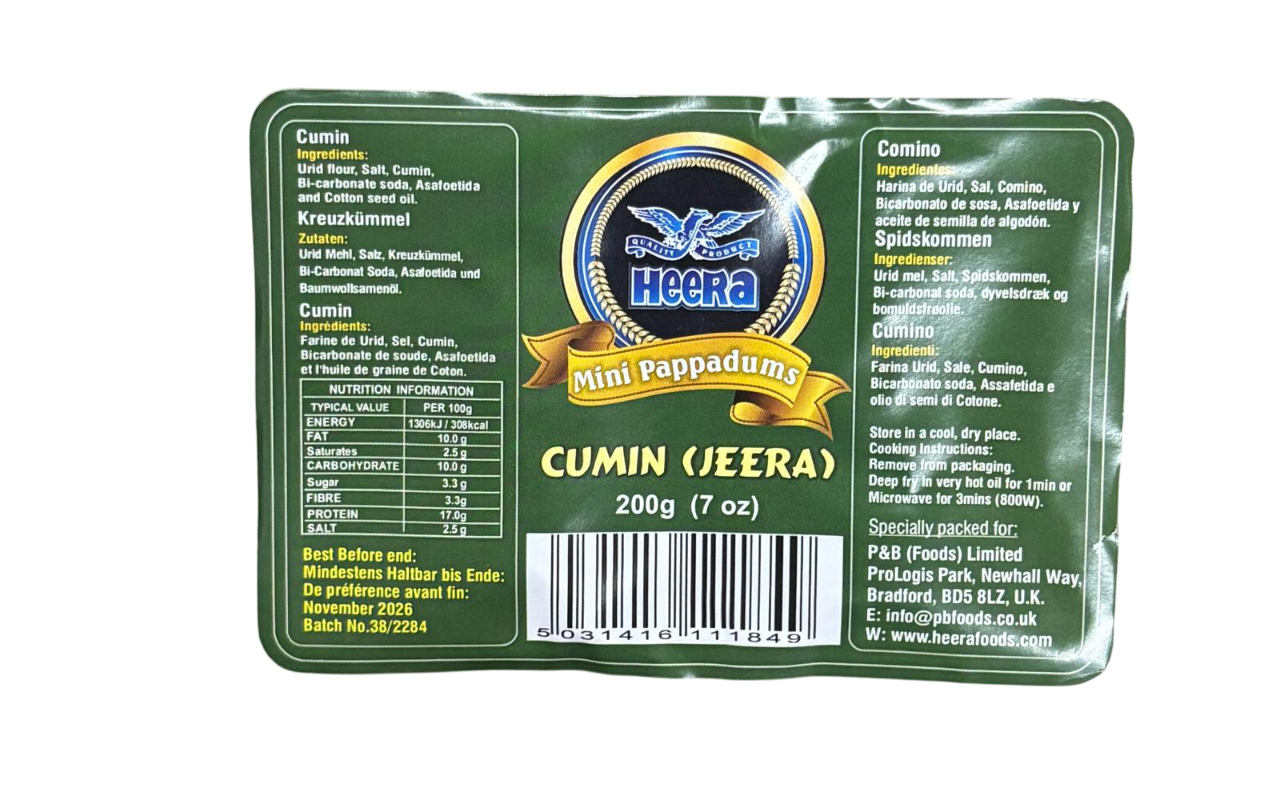 Cumin
Ingredients:
Urid flour, Salt, Cumin,
Bi-carbonate soda, Asafoetida
and Cotton seed oil.
Kreuzkümmel
Zutaten:
Urid Mehl, Salz, Kreuzkümmel,
Bi-Carbonat Soda, Asafoetida und
Baumwollsamenöl.
Cumin
Ingrédients:
Farine de Urid, Sel, Cumin,
Bicarbonate de soude, Asafoetida
et l'huile de graine de Coton.
NUTRITION INFORMATION
TYPICAL VALUE PER 100g
ENERGY 1306kJ / 308kcal
FAT 10.0 g
Saturates 2.5 g
CARBOHYDRATE 10.0 g
Sugar 3.3 g
FIBRE 3.3g
PROTEIN 17.0g
SALT 2.5 g
Best Before end:
Mindestens Haltbar bis Ende:
De préférence avant fin:
November 2026
Batch No.38/2284
QUALITY PRODUCT
HEERA
Mini Pappadums
CUMIN (JEERA)
200g (7 oz)
5 031416 111849
Comino
Ingredientes:
Harina de Urid, Sal, Comino,
Bicarbonato de sosa, Asafoetida y
aceite de semilla de algodón.
Spidskommen
Ingredienser:
Urid mel, Salt, Spidskommen,
Bi-carbonat soda, dyvelsdræk og
bomuldsfrøolie.
Cumino
Ingredienti:
Farina Urid, Sale, Cumino,
Bicarbonato soda, Assafetida e
olio di semi di Cotone.
Store in a cool, dry place.
Cooking Instructions:
Remove from packaging.
Deep fry in very hot oil for 1min or
Microwave for 3mins (800W).
Specially packed for:
P&B (Foods) Limited
ProLogis Park, Newhall Way,
Bradford, BD5 8LZ, U.K.
E: info@pbfoods.co.uk
W: www.heerafoods.com